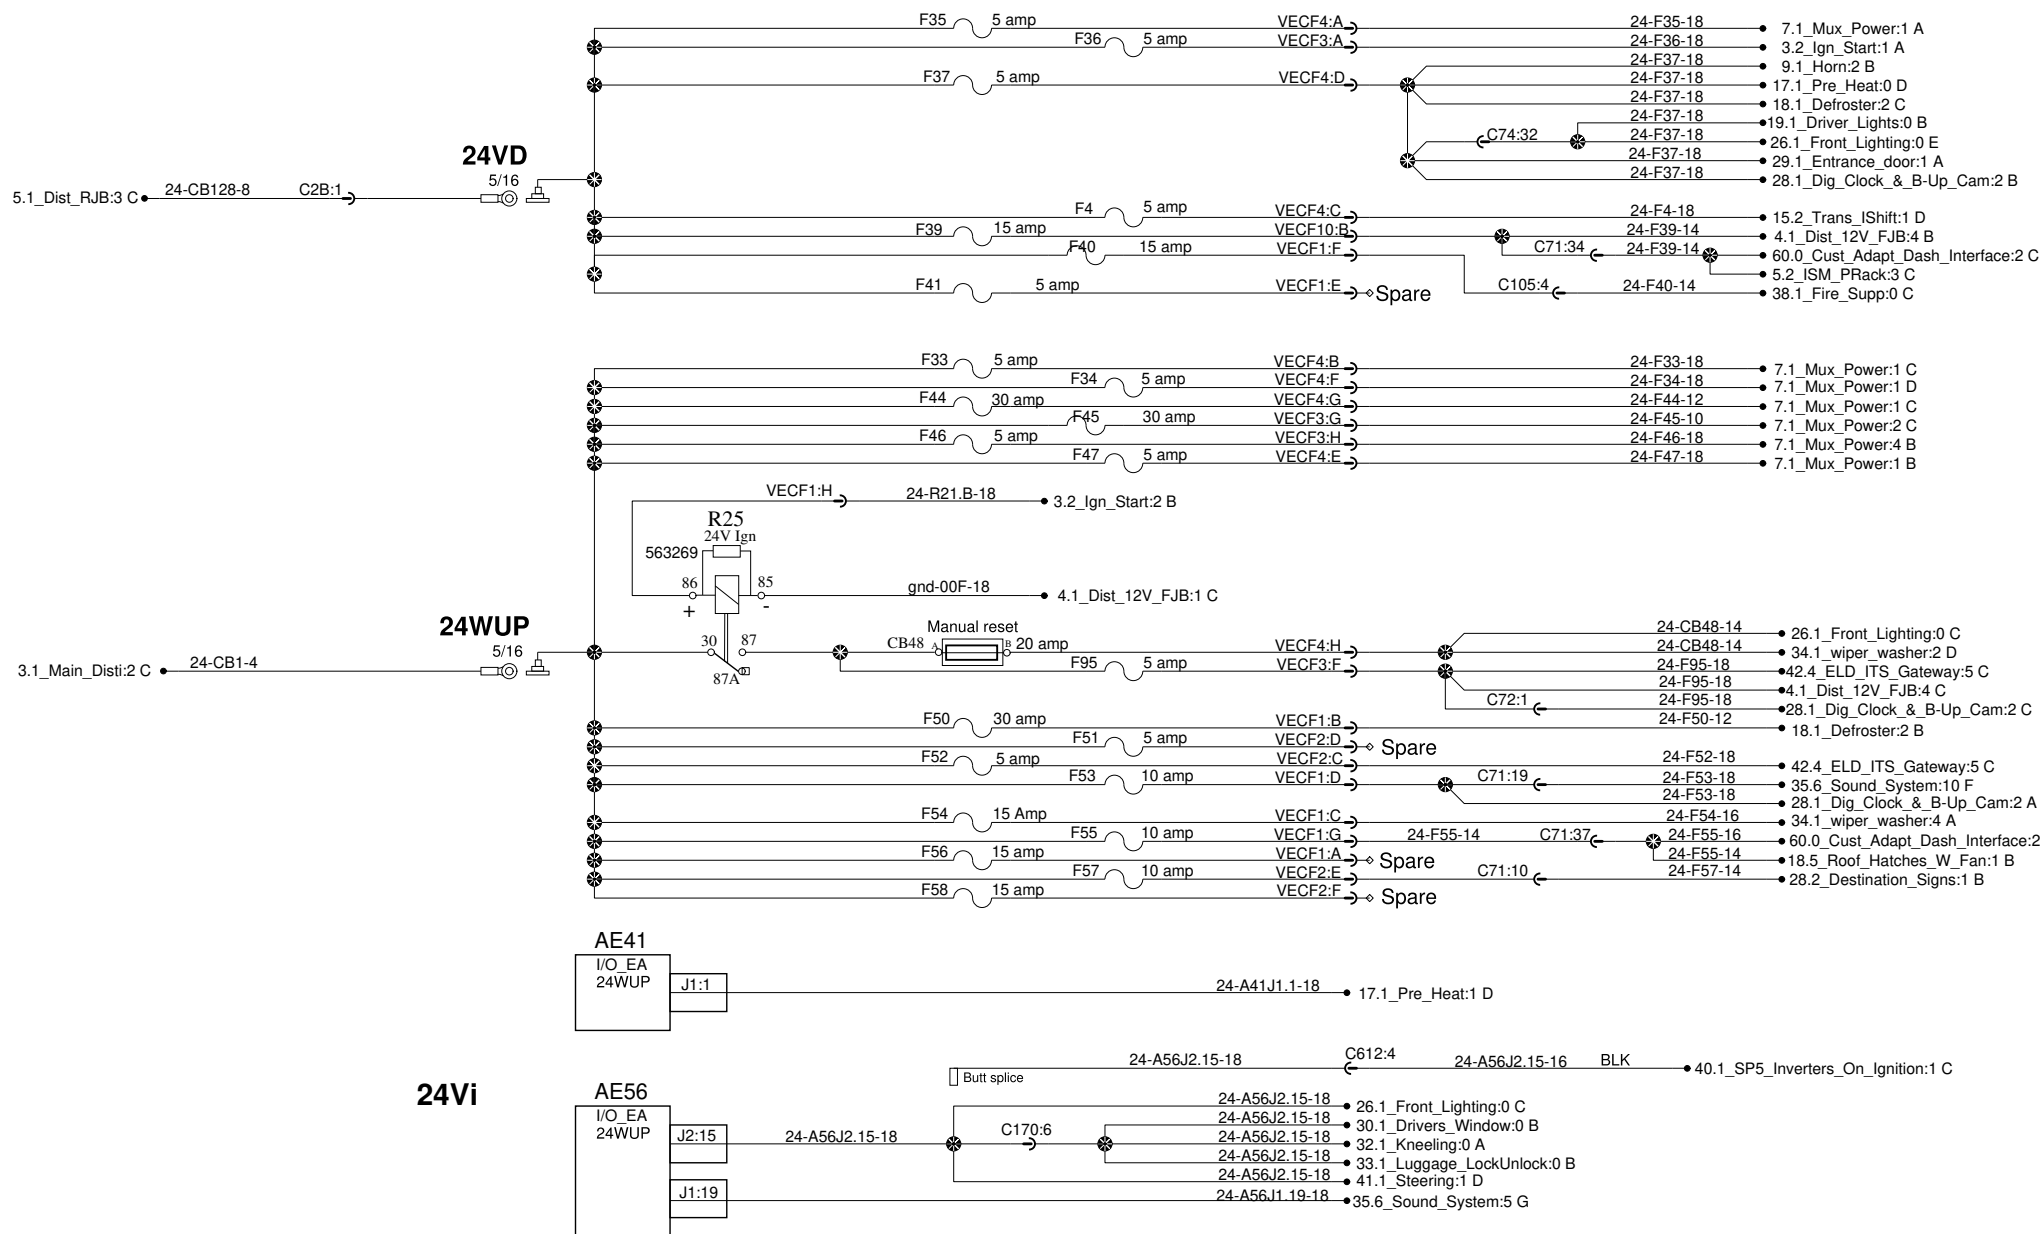 F35 5 amp VECF4:A 24-F35-18 7.1_Mux_Power:1 A
F36 5 amp VECF3:A 24-F36-18 3.2_Ign_Start:1 A
24-F37-18 9.1_Horn:2 B
F37 5 amp VECF4:D 24-F37-18 17.1_Pre_Heat:0 D
24-F37-18 18.1_Defroster:2 C
24-F37-18 19.1_Driver_Lights:0 B
C74:32 24-F37-18 26.1_Front_Lighting:0 E
24VD 24-F37-18 29.1_Entrance_door:1 A
5/16 24-F37-18 28.1_Dig_Clock_&_B-Up_Cam:2 B
5.1_Dist_RJB:3 C 24-CB128-8 C2B:1
F4 5 amp VECF4:C 24-F4-18 15.2_Trans_IShift:1 D
F39 15 amp VECF10:B 24-F39-14 4.1_Dist_12V_FJB:4 B
F40 15 amp VECF1:F C71:34 24-F39-14 60.0_Cust_Adapt_Dash_Interface:2 C
5.2_ISM_PRack:3 C
F41 5 amp VECF1:E Spare C105:4 24-F40-14 38.1_Fire_Supp:0 C
F33 5 amp VECF4:B 24-F33-18 7.1_Mux_Power:1 C
F34 5 amp VECF4:F 24-F34-18 7.1_Mux_Power:1 D
F44 30 amp VECF4:G 24-F44-12 7.1_Mux_Power:1 C
F45 30 amp VECF3:G 24-F45-10 7.1_Mux_Power:2 C
F46 5 amp VECF3:H 24-F46-18 7.1_Mux_Power:4 B
F47 5 amp VECF4:E 24-F47-18 7.1_Mux_Power:1 B
VECF1:H 24-R21.B-18 3.2_Ign_Start:2 B
R25
24V Ign
563269
86 85 gnd-00F-18 4.1_Dist_12V_FJB:1 C
+ -
24WUP Manual reset 24-CB48-14 26.1_Front_Lighting:0 C
5/16 30 87 CB48 A B 20 amp VECF4:H 24-CB48-14 34.1_wiper_washer:2 D
3.1_Main_Disti:2 C 24-CB1-4 87A F95 5 amp VECF3:F 24-F95-18 42.4_ELD_ITS_Gateway:5 C
24-F95-18 4.1_Dist_12V_FJB:4 C
C72:1 24-F95-18 28.1_Dig_Clock_&_B-Up_Cam:2 C
F50 30 amp VECF1:B 24-F50-12 18.1_Defroster:2 B
F51 5 amp VECF2:D Spare
F52 5 amp VECF2:C 24-F52-18 42.4_ELD_ITS_Gateway:5 C
F53 10 amp VECF1:D C71:19 24-F53-18 35.6_Sound_System:10 F
24-F53-18 28.1_Dig_Clock_&_B-Up_Cam:2 A
F54 15 Amp VECF1:C 24-F54-16 34.1_wiper_washer:4 A
F55 10 amp VECF1:G 24-F55-14 C71:37 24-F55-16 60.0_Cust_Adapt_Dash_Interface:2
F56 15 amp VECF1:A Spare 24-F55-14 18.5_Roof_Hatches_W_Fan:1 B
F57 10 amp VECF2:E C71:10 24-F57-14 28.2_Destination_Signs:1 B
F58 15 amp VECF2:F Spare
AE41
I/O_EA
24WUP J1:1 24-A41J1.1-18 17.1_Pre_Heat:1 D
24-A56J2.15-18 C612:4 24-A56J2.15-16 BLK 40.1_SP5_Inverters_On_Ignition:1 C
Butt splice
24Vi
AE56
I/O_EA 24-A56J2.15-18 26.1_Front_Lighting:0 C
24WUP 24-A56J2.15-18 30.1_Drivers_Window:0 B
J2:15 24-A56J2.15-18 C170:6 24-A56J2.15-18 32.1_Kneeling:0 A
24-A56J2.15-18 33.1_Luggage_LockUnlock:0 B
24-A56J2.15-18 41.1_Steering:1 D
J1:19 24-A56J1.19-18 35.6_Sound_System:5 G